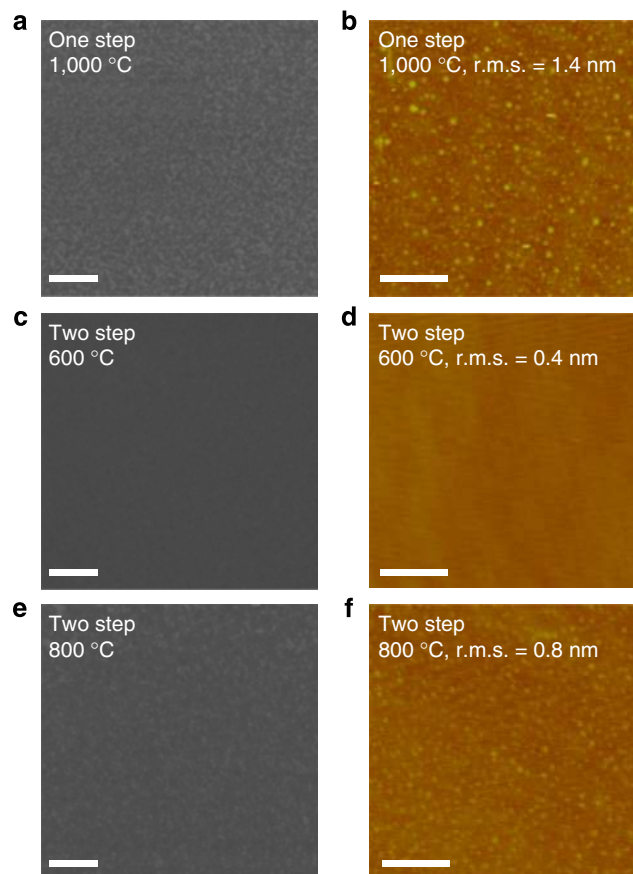 a
One step
1,000 °C
b
One step
1,000 °C, r.m.s. = 1.4 nm
c
Two step
600 °C
d
Two step
600 °C, r.m.s. = 0.4 nm
e
Two step
800 °C
f
Two step
800 °C, r.m.s. = 0.8 nm